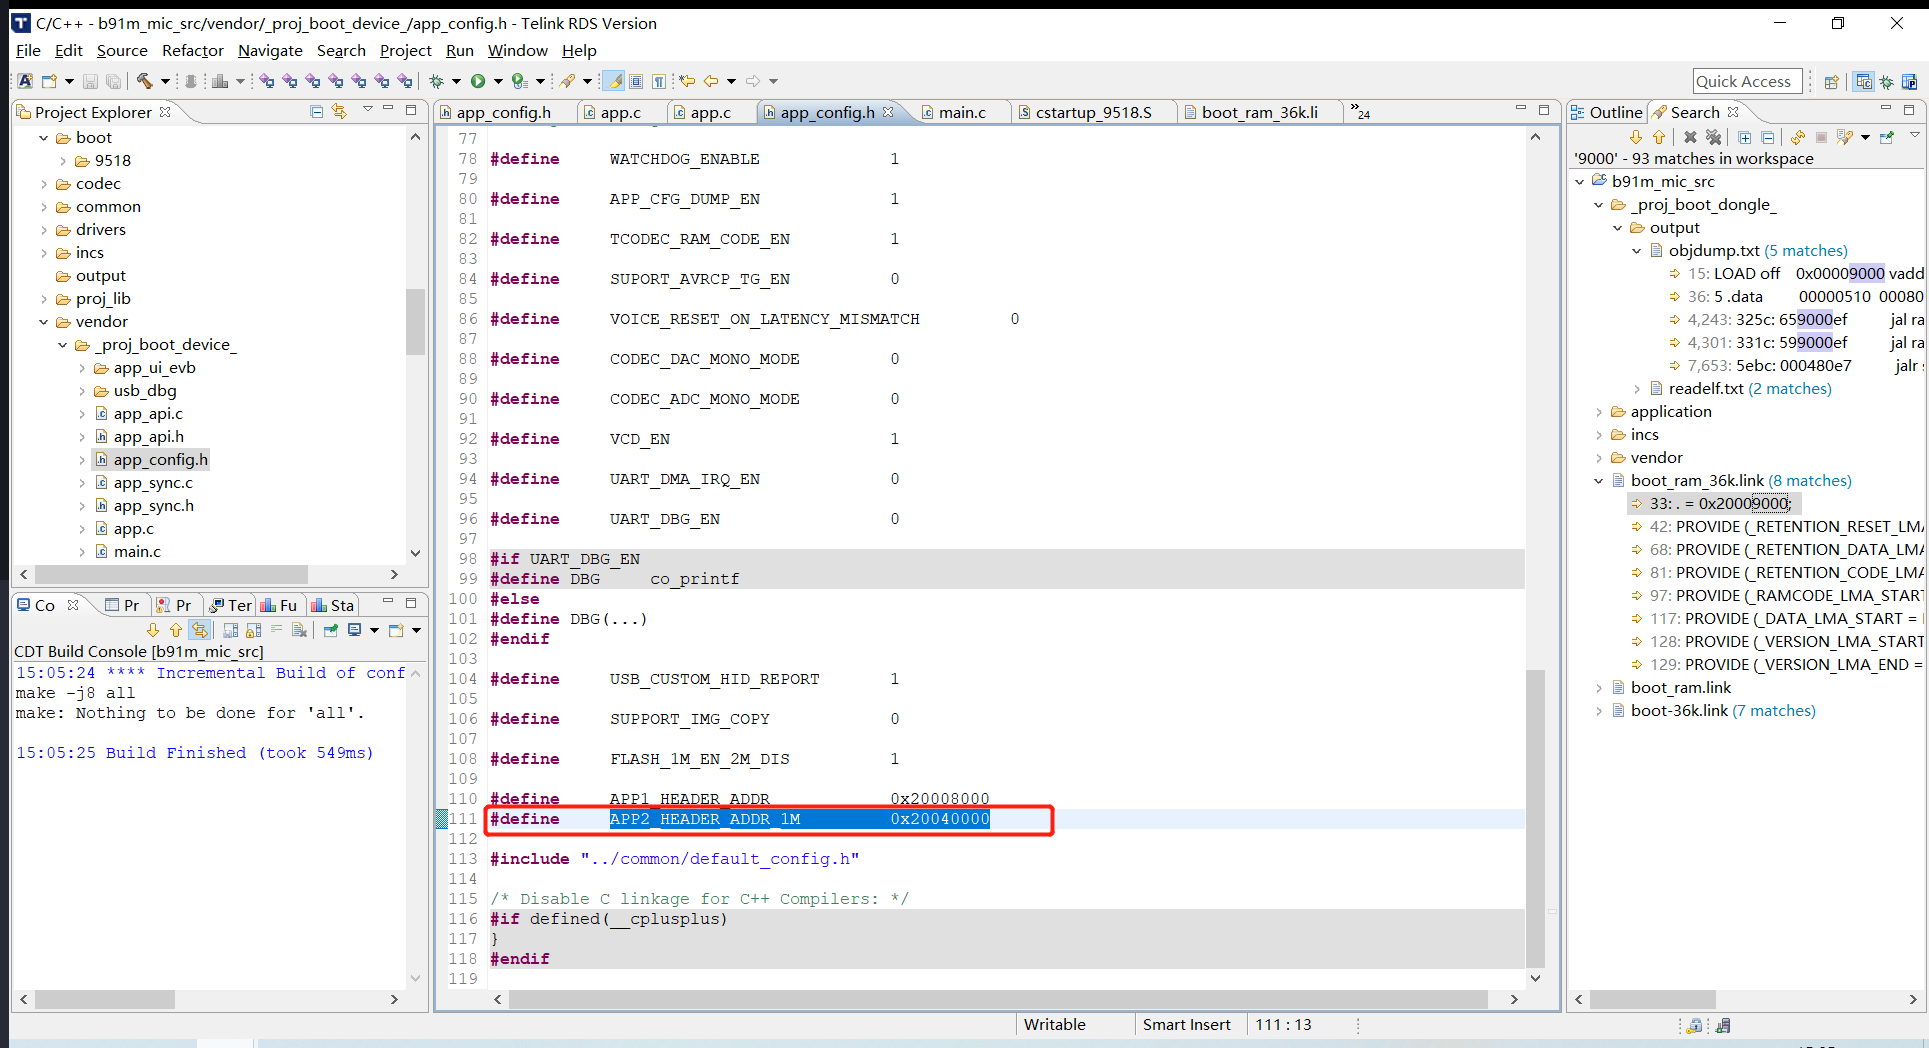 C/C++ - b91m_mic_src/vendor/_proj_boot_device_/app_config.h - Telink RDS Version
File Edit Source Refactor Navigate Search Project Run Window Help
Quick Access
Project Explorer
boot
9518
codec
common
drivers
incs
output
proj_lib
vendor
_proj_boot_device_
app_ui_evb
usb_dbg
app_api.c
app_api.h
app_config.h
app_sync.c
app_sync.h
app.c
main.c
Co Pr Pr Ter Fu Sta
CDT Build Console [b91m_mic_src]
15:05:24 **** Incremental Build of conf
make -j8 all
make: Nothing to be done for 'all'.
15:05:25 Build Finished (took 549ms)
app_config.h app.c app.c app_config.h main.c cstartup_9518.S boot_ram_36k.li »24
77
78 #define WATCHDOG_ENABLE 1
79
80 #define APP_CFG_DUMP_EN 1
81
82 #define TCODEC_RAM_CODE_EN 1
83
84 #define SUPORT_AVRCP_TG_EN 0
85
86 #define VOICE_RESET_ON_LATENCY_MISMATCH 0
87
88 #define CODEC_DAC_MONO_MODE 0
89
90 #define CODEC_ADC_MONO_MODE 0
91
92 #define VCD_EN 1
93
94 #define UART_DMA_IRQ_EN 0
95
96 #define UART_DBG_EN 0
97
98 #if UART_DBG_EN
99 #define DBG co_printf
100 #else
101 #define DBG(...)
102 #endif
103
104 #define USB_CUSTOM_HID_REPORT 1
105
106 #define SUPPORT_IMG_COPY 0
107
108 #define FLASH_1M_EN_2M_DIS 1
109
110 #define APP1_HEADER_ADDR 0x20008000
111 #define APP2_HEADER_ADDR_1M 0x20040000
112
113 #include "../common/default_config.h"
114
115 /* Disable C linkage for C++ Compilers: */
116 #if defined(__cplusplus)
117 }
118 #endif
119
Outline Search
'9000' - 93 matches in workspace
b91m_mic_src
_proj_boot_dongle_
output
objdump.txt (5 matches)
15: LOAD off 0x00009000 vadd
36: 5 .data 00000510 00080
4,243: 325c: 659000ef jal ra
4,301: 331c: 599000ef jal ra
7,653: 5ebc: 000480e7 jalr s
readelf.txt (2 matches)
application
incs
vendor
boot_ram_36k.link (8 matches)
33: . = 0x20009000;
42: PROVIDE (_RETENTION_RESET_LMA
68: PROVIDE (_RETENTION_DATA_LMA
81: PROVIDE (_RETENTION_CODE_LMA
97: PROVIDE (_RAMCODE_LMA_START
117: PROVIDE (_DATA_LMA_START =
128: PROVIDE (_VERSION_LMA_START
129: PROVIDE (_VERSION_LMA_END =
boot_ram.link
boot-36k.link (7 matches)
Writable Smart Insert 111 : 13